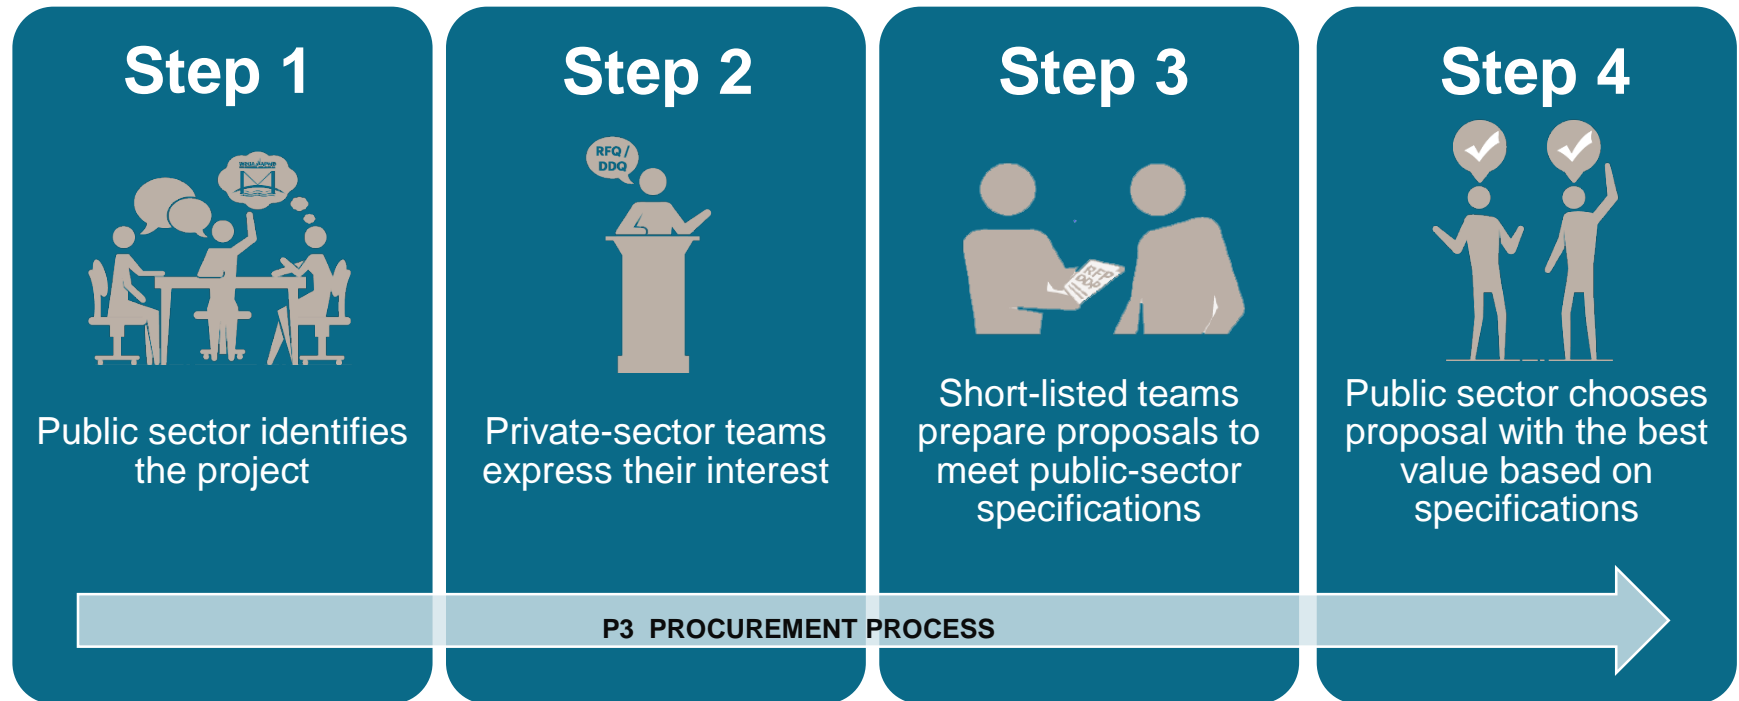 Step 1
Public sector identifies
the project
Step 2
RFQ /
DDQ
Private-sector teams
express their interest
Step 3
RFP
DDP
Short-listed teams
prepare proposals to
meet public-sector
specifications
Step 4
Public sector chooses
proposal with the best
value based on
specifications
P3 PROCUREMENT PROCESS